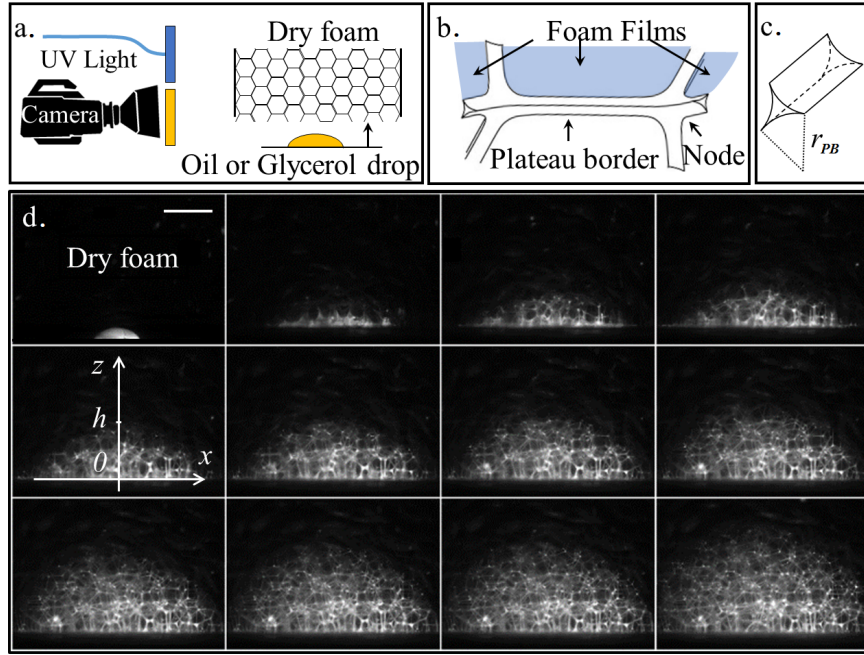 a.
UV Light
Camera
Dry foam
Oil or Glycerol drop
b.
Foam Films
Plateau border
Node
c.
r_PB
d.
Dry foam
z
h
0
x